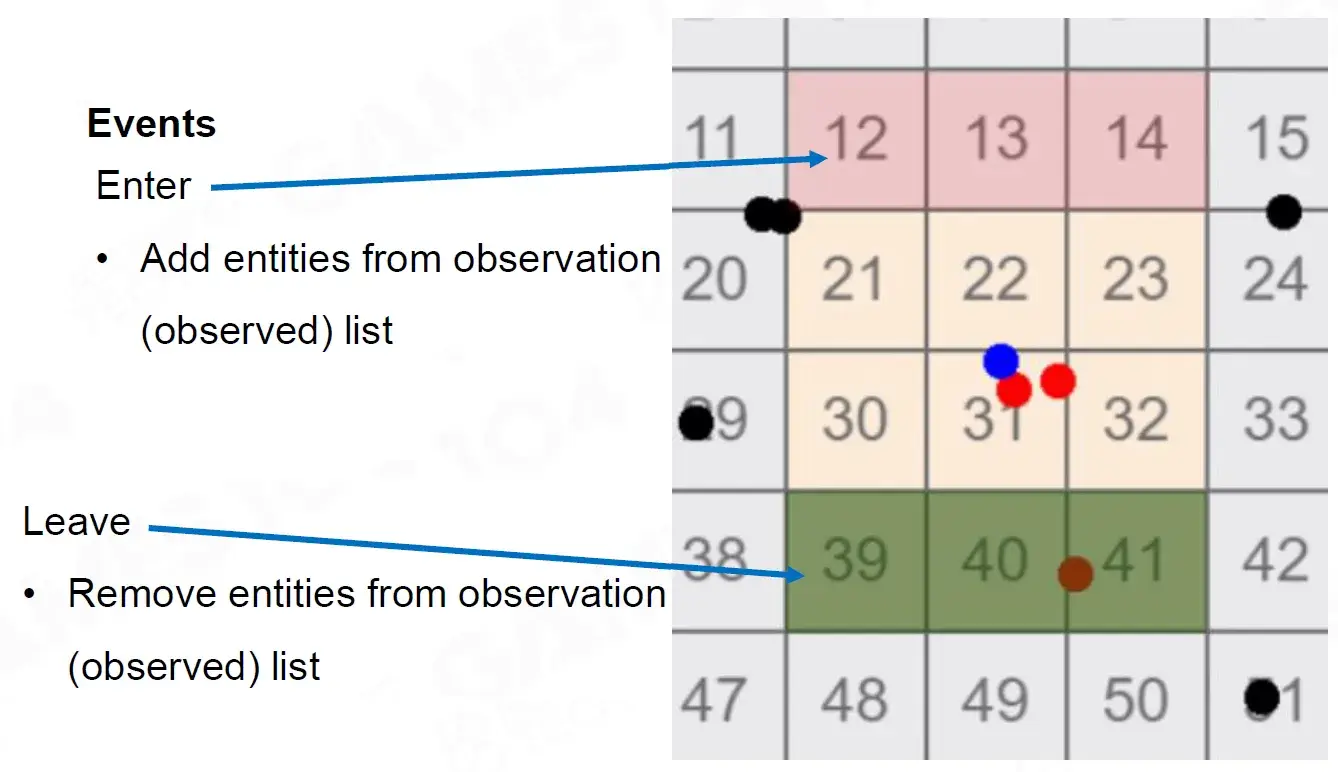 Events
Enter
• Add entities from observation
(observed) list
Leave
• Remove entities from observation
(observed) list
11 12 13 14 15
20 21 22 23 24
30 31 32 33
38 39 40 41 42
47 48 49 50